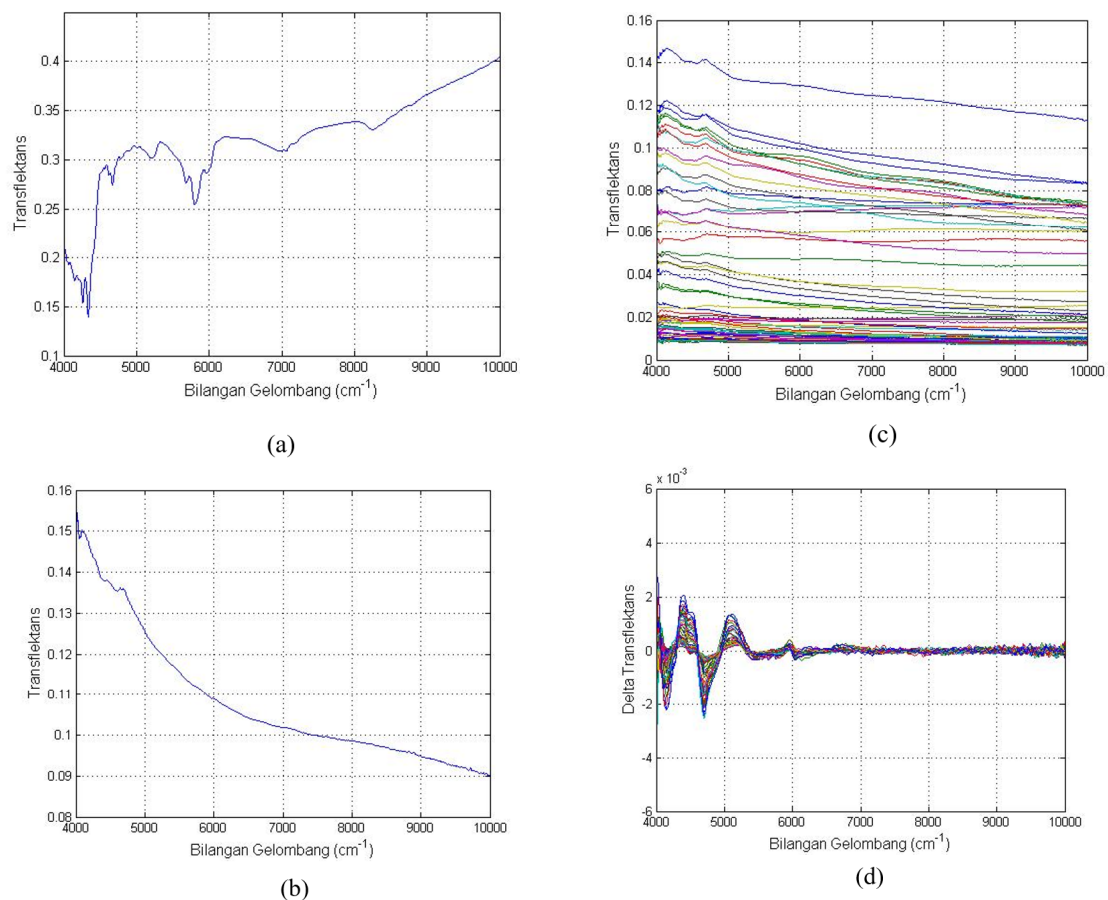 0.4
0.35
0.3
0.25
0.2
0.15
0.1
Transflektans
4000 5000 6000 7000 8000 9000 10000
Bilangan Gelombang (cm⁻¹)
(a)
0.16
0.15
0.14
0.13
0.12
0.11
0.1
0.09
0.08
Transflektans
4000 5000 6000 7000 8000 9000 10000
Bilangan Gelombang (cm⁻¹)
(b)
0.16
0.14
0.12
0.1
0.08
0.06
0.04
0.02
0
Transflektans
4000 5000 6000 7000 8000 9000 10000
Bilangan Gelombang (cm⁻¹)
(c)
x 10⁻³
6
4
2
0
-2
-4
-6
Delta Transflektans
4000 5000 6000 7000 8000 9000 10000
Bilangan Gelombang (cm⁻¹)
(d)